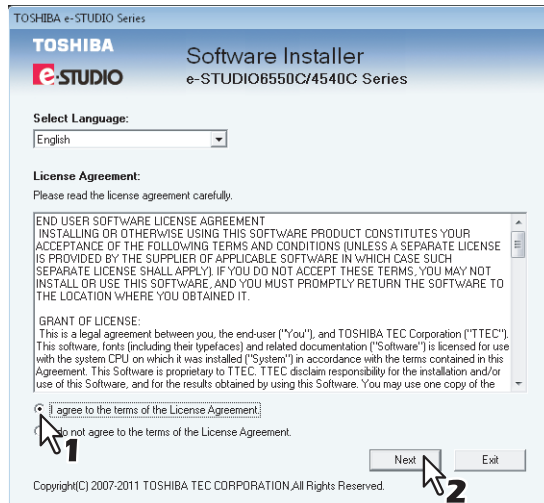 TOSHIBA e-STUDIO Series
TOSHIBA
e-STUDIO
Software Installer
e-STUDIO6550C/4540C Series
Select Language:
English
License Agreement:
Please read the license agreement carefully.
END USER SOFTWARE LICENSE AGREEMENT
INSTALLING OR OTHERWISE USING THIS SOFTWARE PRODUCT CONSTITUTES YOUR
ACCEPTANCE OF THE FOLLOWING TERMS AND CONDITIONS (UNLESS A SEPARATE LICENSE
IS PROVIDED BY THE SUPPLIER OF APPLICABLE SOFTWARE IN WHICH CASE SUCH
SEPARATE LICENSE SHALL APPLY). IF YOU DO NOT ACCEPT THESE TERMS, YOU MAY NOT
INSTALL OR USE THIS SOFTWARE, AND YOU MUST PROMPTLY RETURN THE SOFTWARE TO
THE LOCATION WHERE YOU OBTAINED IT.
GRANT OF LICENSE:
This is a legal agreement between you, the end-user ("You"), and TOSHIBA TEC Corporation ("TTEC").
This software, fonts (including their typefaces) and related documentation ("Software") is licensed for use
with the system CPU on which it was installed ("System") in accordance with the terms contained in this
Agreement. This Software is proprietary to TTEC. TTEC disclaim responsibility for the installation and/or
use of this Software, and for the results obtained by using this Software. You may use one copy of the
I agree to the terms of the License Agreement.
do not agree to the terms of the License Agreement.
1
Next
Exit
2
Copyright(C) 2007-2011 TOSHIBA TEC CORPORATION,All Rights Reserved.